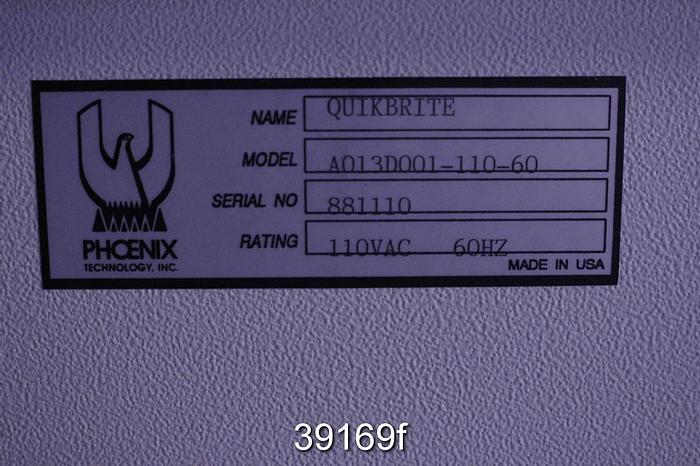 NAME QUIKBRITE
MODEL A013D001-110-60
SERIAL NO 881110
RATING 110VAC 60HZ
PHOENIX
TECHNOLOGY, INC.
MADE IN USA
39169f